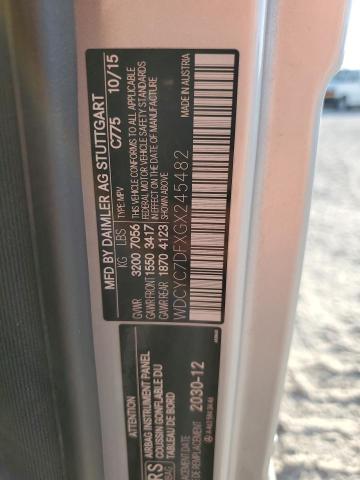 MFD BY DAIMLER AG STUTTGART
C775 10/15
KG LBS TYPE MPV
GVWR 3200 7056
GAWR FRONT 1550 3417
GAWR REAR 1870 4123
THIS VEHICLE CONFORMS TO ALL APPLICABLE
FEDERAL MOTOR VEHICLE SAFETY STANDARDS
IN EFFECT ON THE DATE OF MANUFACTURE
SHOWN ABOVE
MADE IN AUSTRIA
WDCYC7DFXGX245482
ATTENTION
AIRBAG INSTRUMENT PANEL
COUSSIN GONFLABLE DU
TABLEAU DE BORD
2030-12
DE REMPLACEMENT